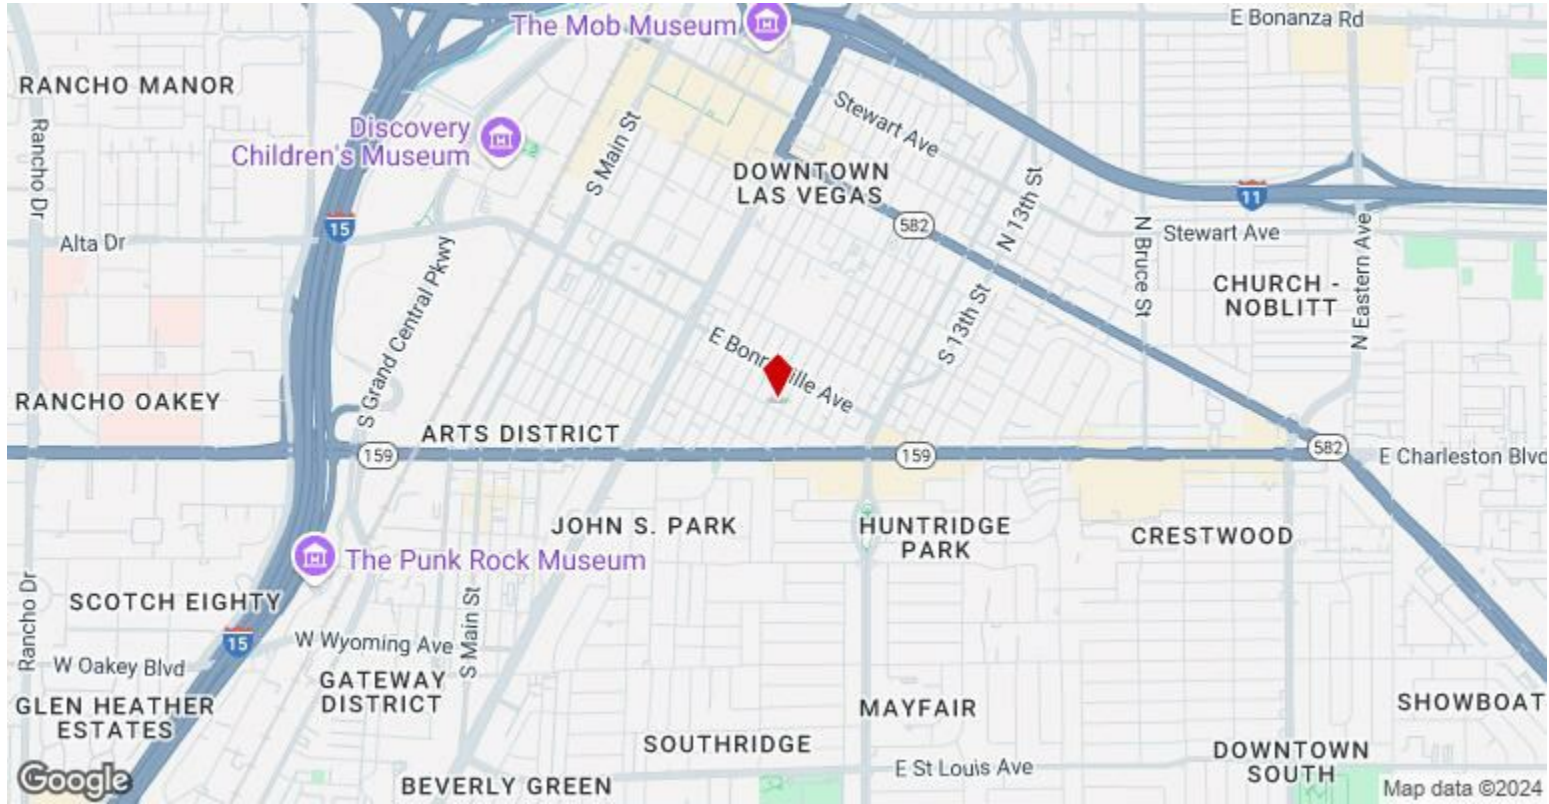 The Mob Museum
E Bonanza Rd
RANCHO MANOR
Stewart Ave
Discovery
Children's Museum
Rancho Dr
S Main St
DOWNTOWN
LAS VEGAS
N 13th St
11
15
582
N Bruce St
Stewart Ave
Alta Dr
N Eastern Ave
S Grand Central Pkwy
CHURCH -
NOBLITT
S 13th St
E Bonneville Ave
RANCHO OAKEY
ARTS DISTRICT
159
159
582
E Charleston Blvd
JOHN S. PARK
HUNTRIDGE
PARK
CRESTWOOD
The Punk Rock Museum
Rancho Dr
SCOTCH EIGHTY
S Main St
15
W Wyoming Ave
W Oakey Blvd
GATEWAY
DISTRICT
GLEN HEATHER
ESTATES
MAYFAIR
SHOWBOAT
SOUTHRIDGE
DOWNTOWN
SOUTH
E St Louis Ave
Google
BEVERLY GREEN
Map data ©2024